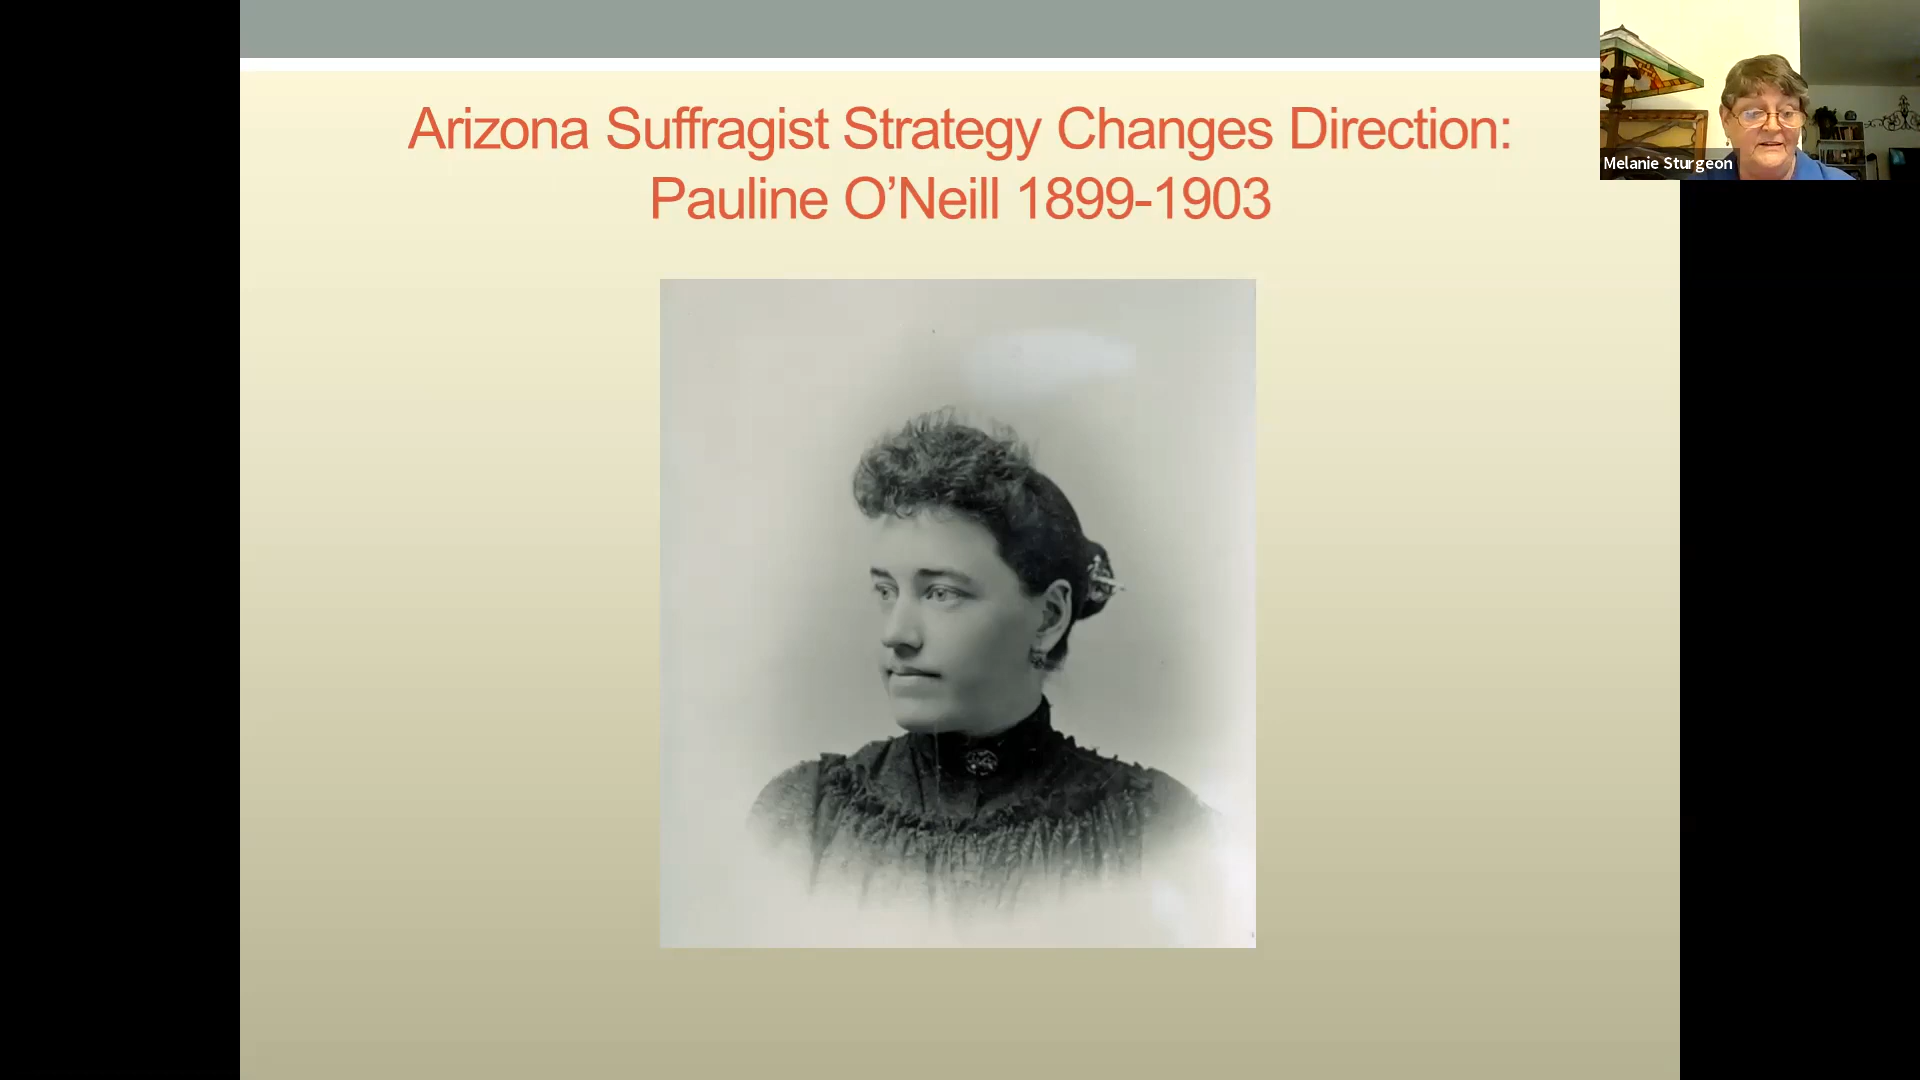 Arizona Suffragist Strategy Changes Direction:
Pauline O’Neill 1899-1903
Melanie Sturgeon